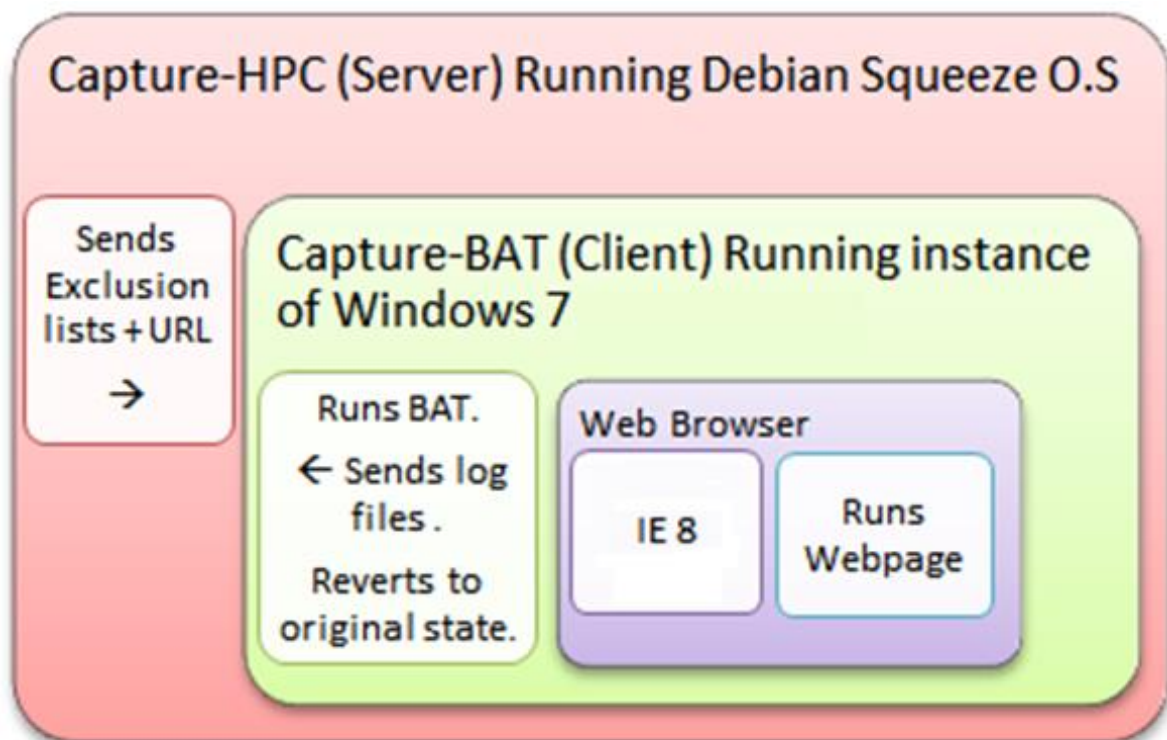 Capture-HPC (Server) Running Debian Squeeze O.S
Sends
Exclusion
lists + URL
→
Capture-BAT (Client) Running instance
of Windows 7
Runs BAT.
← Sends log
files .
Reverts to
original state.
Web Browser
IE 8
Runs
Webpage